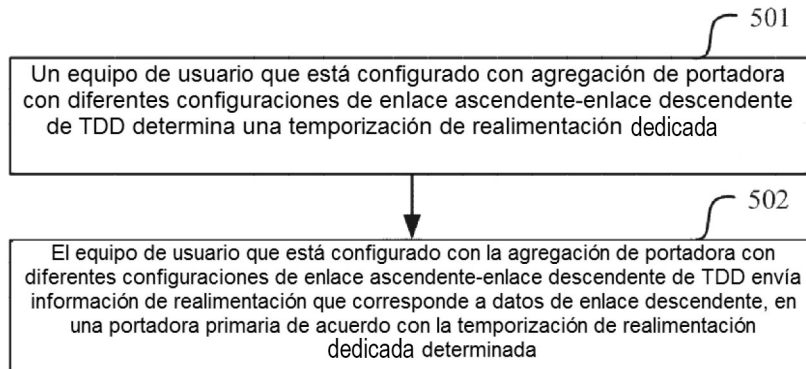 501
Un equipo de usuario que está configurado con agregación de portadora
con diferentes configuraciones de enlace ascendente-enlace descendente
de TDD determina una temporización de realimentación dedicada
502
El equipo de usuario que está configurado con la agregación de portadora con
diferentes configuraciones de enlace ascendente-enlace descendente de TDD envía
información de realimentación que corresponde a datos de enlace descendente, en
una portadora primaria de acuerdo con la temporización de realimentación
dedicada determinada